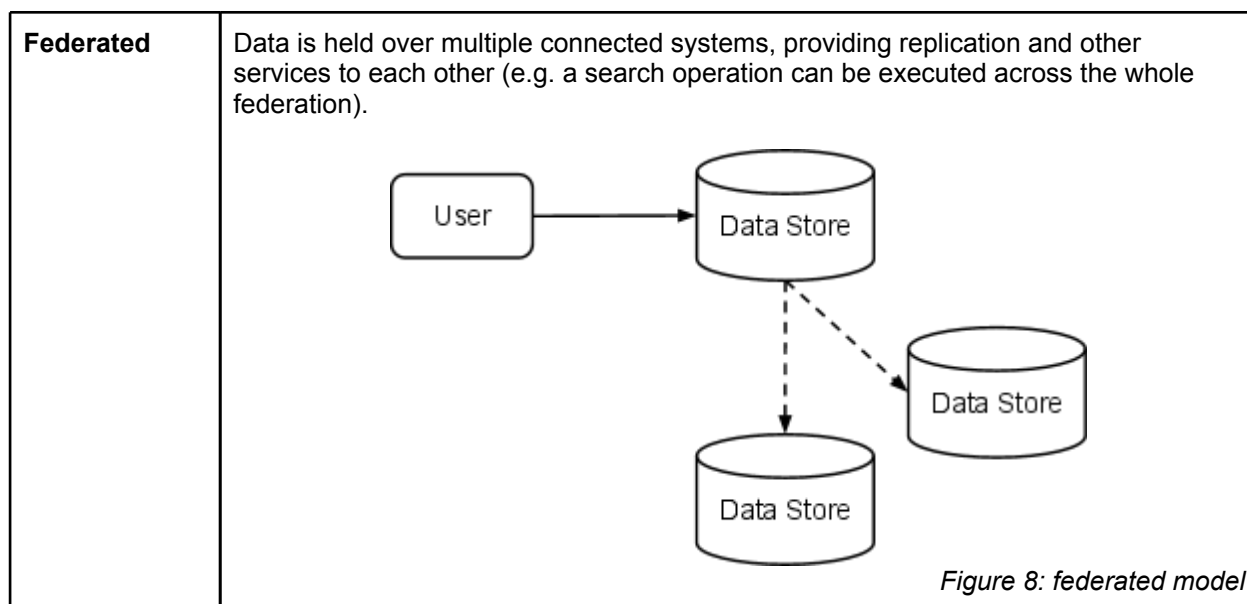 Federated
Data is held over multiple connected systems, providing replication and other
services to each other (e.g. a search operation can be executed across the whole
federation).
User
Data Store
Data Store
Data Store
Figure 8: federated model